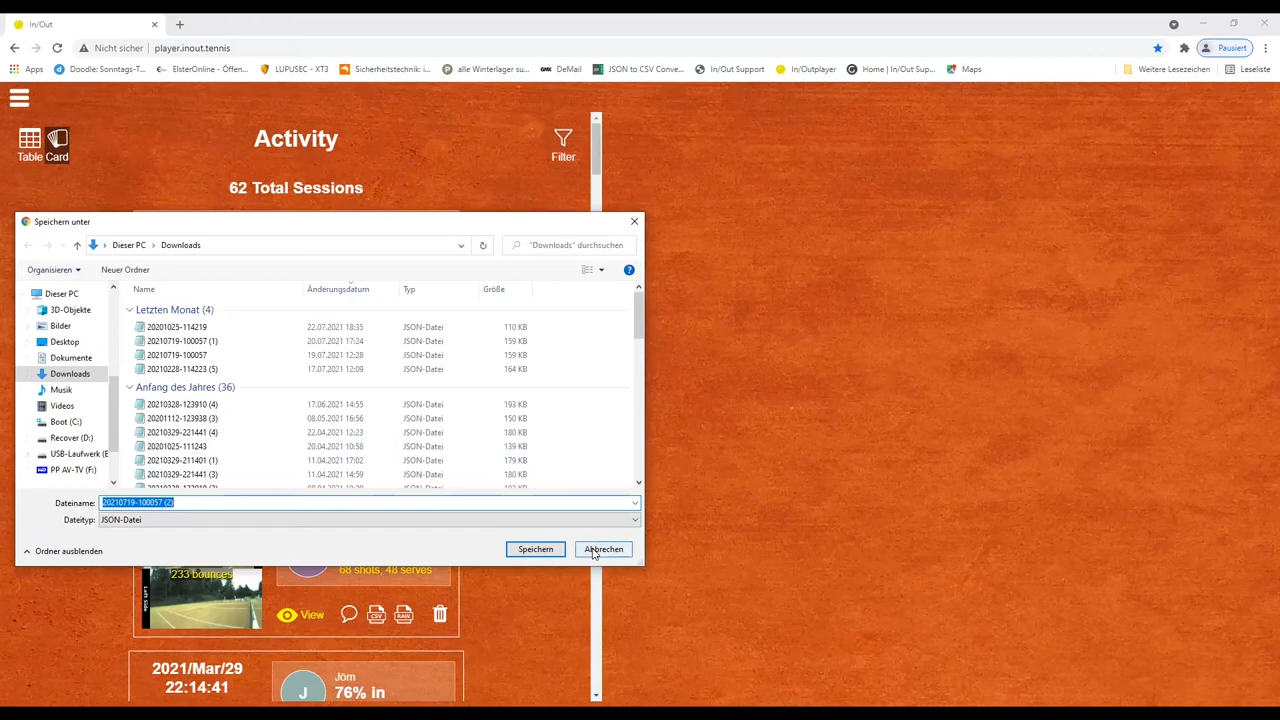 In/Out
Nicht sicher
player.inout.tennis
Pausiert
Apps
Doodle: Sonntags-T...
ElsterOnline - Öffen...
LUPUSEC - XT3
Sicherheitstechnik: i...
alle Winterlager su...
GMX
DeMail
JSON to CSV Conve...
In/Out Support
In/Outplayer
Home | In/Out Sup...
Maps
Weitere Lesezeichen
Leseliste
Table
Card
Activity
Filter
62 Total Sessions
Speichern unter
Dieser PC
Downloads
"Downloads" durchsuchen
Organisieren
Neuer Ordner
Dieser PC
3D-Objekte
Bilder
Desktop
Dokumente
Downloads
Musik
Videos
Boot (C:)
Recover (D:)
USB-Laufwerk (E
PP AV-TV (F:)
Name Änderungsdatum Typ Größe
Letzten Monat (4)
20201025-114219 22.07.2021 18:35 JSON-Datei 110 KB
20210719-100057 (1) 20.07.2021 17:24 JSON-Datei 159 KB
20210719-100057 19.07.2021 12:28 JSON-Datei 159 KB
20210228-114223 (5) 17.07.2021 12:09 JSON-Datei 164 KB
Anfang des Jahres (36)
20210328-123910 (4) 17.06.2021 14:55 JSON-Datei 193 KB
20201112-123938 (3) 08.05.2021 16:56 JSON-Datei 150 KB
20210329-221441 (4) 22.04.2021 12:23 JSON-Datei 180 KB
20201025-111243 20.04.2021 10:58 JSON-Datei 139 KB
20210329-211401 (1) 11.04.2021 17:02 JSON-Datei 179 KB
20210329-221441 (3) 11.04.2021 14:59 JSON-Datei 180 KB
Dateiname: 20210719-100057 (2)
Dateityp: JSON-Datei
Ordner ausblenden
Speichern
Abbrechen
233 bounces
68 shots, 48 serves
Left Side
View
CSV
RAW
2021/Mar/29
22:14:41
J
Jörn
76% in